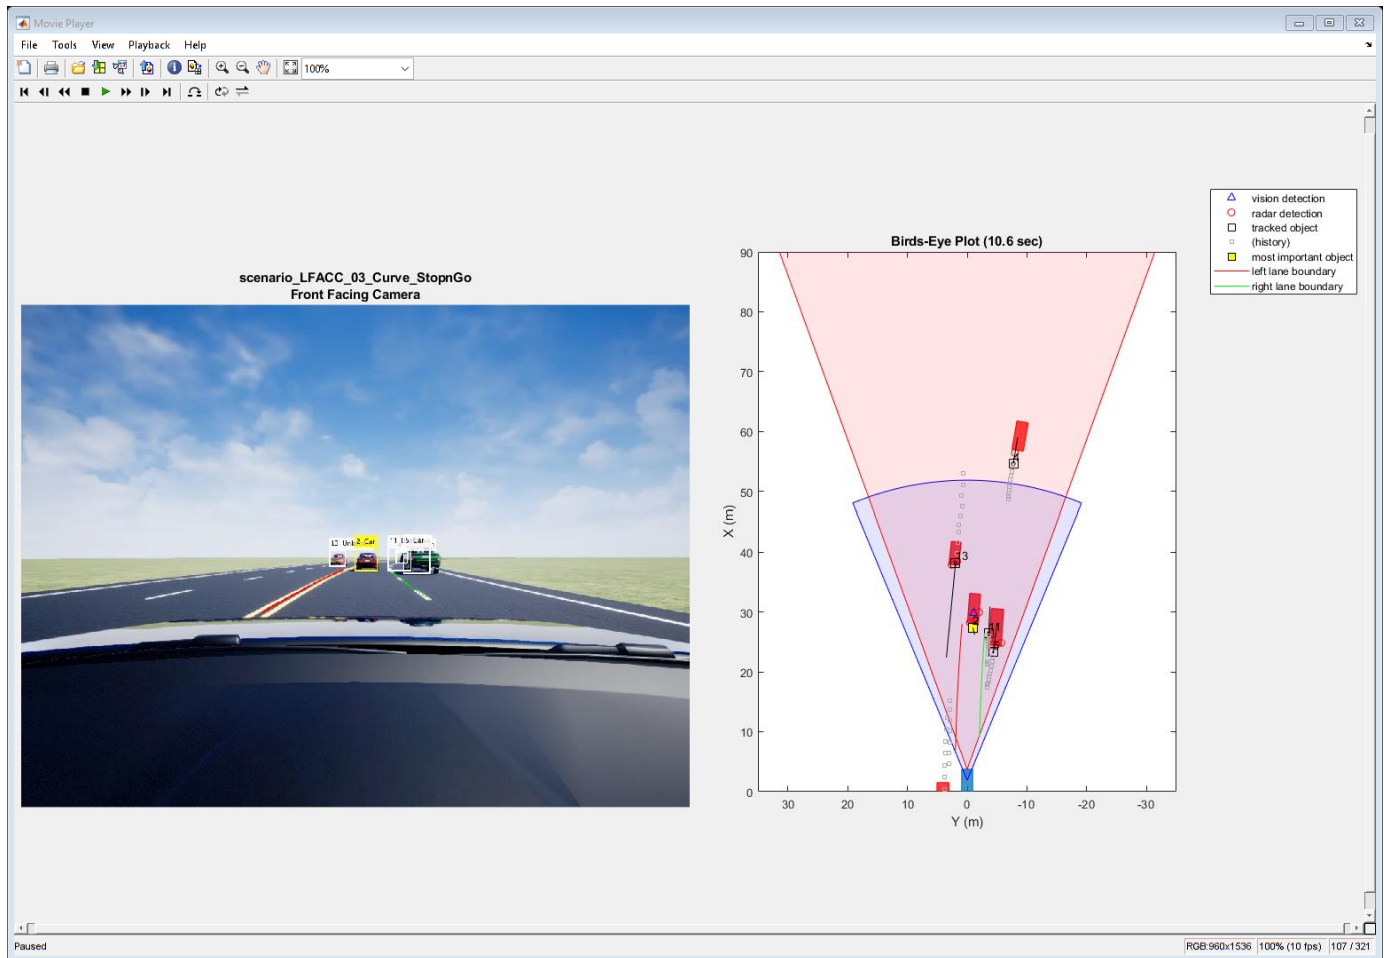 Movie Player
File Tools View Playback Help
100%
scenario_LFACC_03_Curve_StopnGo
Front Facing Camera
2 Car
Birds-Eye Plot (10.6 sec)
vision detection
radar detection
tracked object
(history)
most important object
left lane boundary
right lane boundary
90
80
70
60
50
40
30
20
10
0
X (m)
13
30 20 10 0 -10 -20 -30
Y (m)
Paused
RGB:960x1536 100% (10 fps) 107 / 321